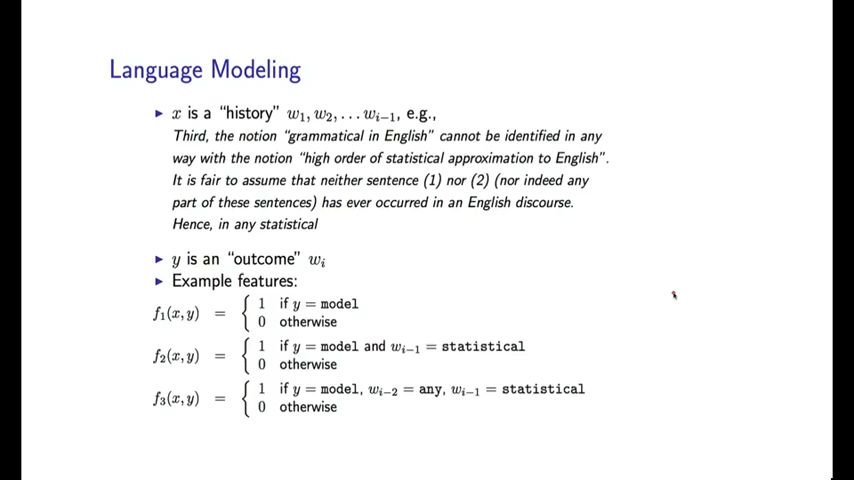 Language Modeling
▶ x is a “history” w₁, w₂, . . . wᵢ₋₁, e.g.,
Third, the notion “grammatical in English” cannot be identified in any
way with the notion “high order of statistical approximation to English”.
It is fair to assume that neither sentence (1) nor (2) (nor indeed any
part of these sentences) has ever occurred in an English discourse.
Hence, in any statistical
▶ y is an “outcome” wᵢ
▶ Example features:
f₁(x, y) = { 1 if y = model
0 otherwise
f₂(x, y) = { 1 if y = model and wᵢ₋₁ = statistical
0 otherwise
f₃(x, y) = { 1 if y = model, wᵢ₋₂ = any, wᵢ₋₁ = statistical
0 otherwise